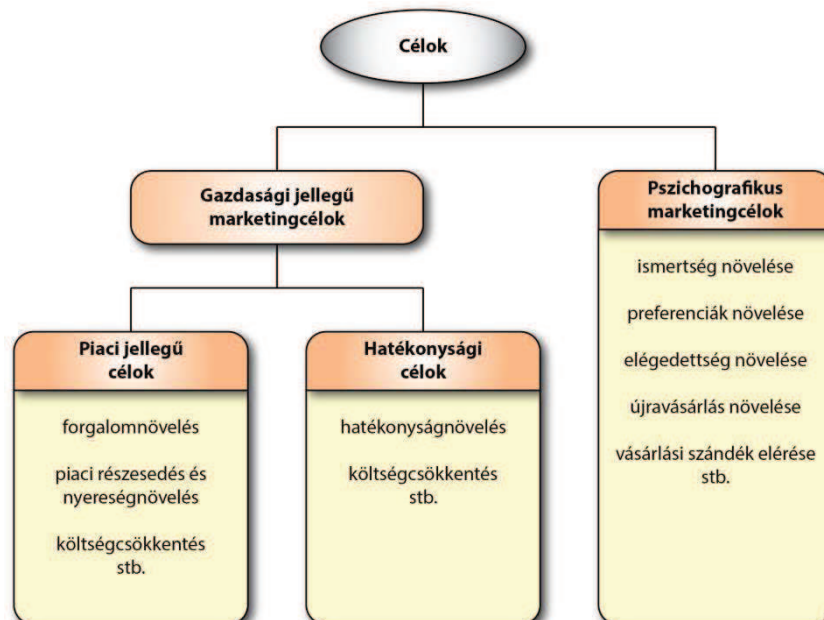 Célok
Gazdasági jellegű
marketingcélok
Piaci jellegű
célok
forgalomnövelés
piaci részesedés és
nyereségnövelés
költségcsökkentés
stb.
Hatékonysági
célok
hatékonyságnövelés
költségcsökkentés
stb.
Pszichografikus
marketingcélok
ismertség növelése
preferenciák növelése
elégedettség növelése
újravásárlás növelése
vásárlási szándék elérése
stb.